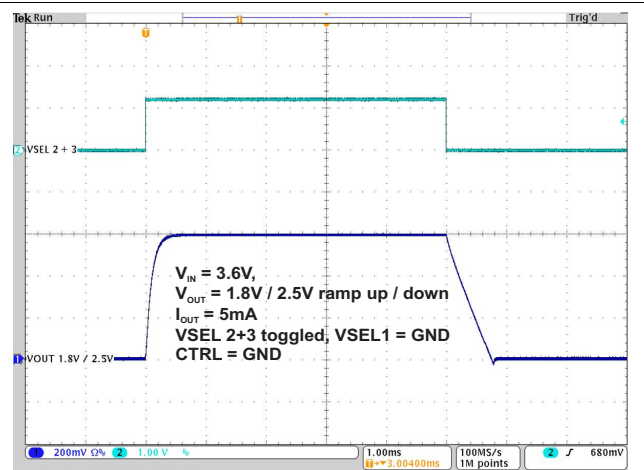 Tek Run Trig'd
T
T
2 VSEL 2 + 3
V_IN = 3.6V,
V_OUT = 1.8V / 2.5V ramp up / down
I_OUT = 5mA
VSEL 2+3 toggled, VSEL1 = GND
CTRL = GND
1 VOUT 1.8V / 2.5V
1 200mV Ω 2 1.00 V 1.00ms 100MS/s 2 680mV
T→▼3.00400ms 1M points